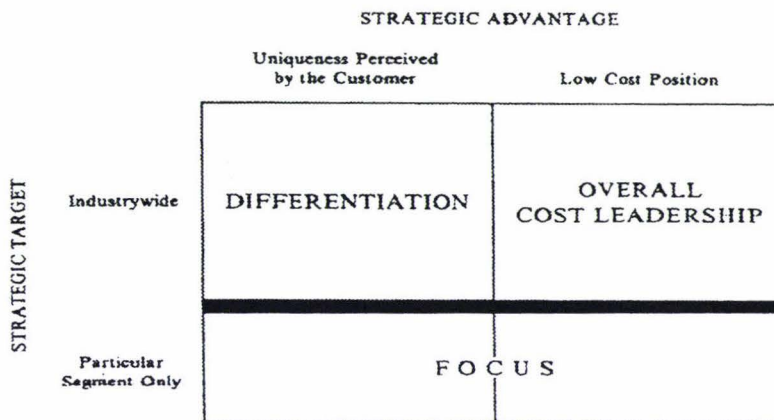 STRATEGIC ADVANTAGE
Uniqueness Perceived
by the Customer
Low Cost Position
STRATEGIC TARGET
Industrywide
DIFFERENTIATION
OVERALL
COST LEADERSHIP
Particular
Segment Only
FOCUS